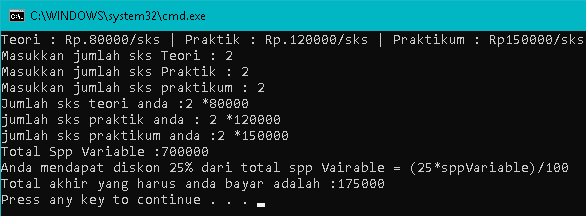 C:\WINDOWS\system32\cmd.exe
Teori : Rp.80000/sks | Praktik : Rp.120000/sks | Praktikum : Rp150000/sks
Masukkan jumlah sks Teori : 2
Masukkan jumlah sks Praktik : 2
Masukkan jumlah sks praktikum : 2
Jumlah sks teori anda :2 *80000
jumlah sks praktik anda : 2 *120000
jumlah sks praktikum anda :2 *150000
Total Spp Variable :700000
Anda mendapat diskon 25% dari total spp Vairable = (25*sppVariable)/100
Total akhir yang harus anda bayar adalah :175000
Press any key to continue . . .